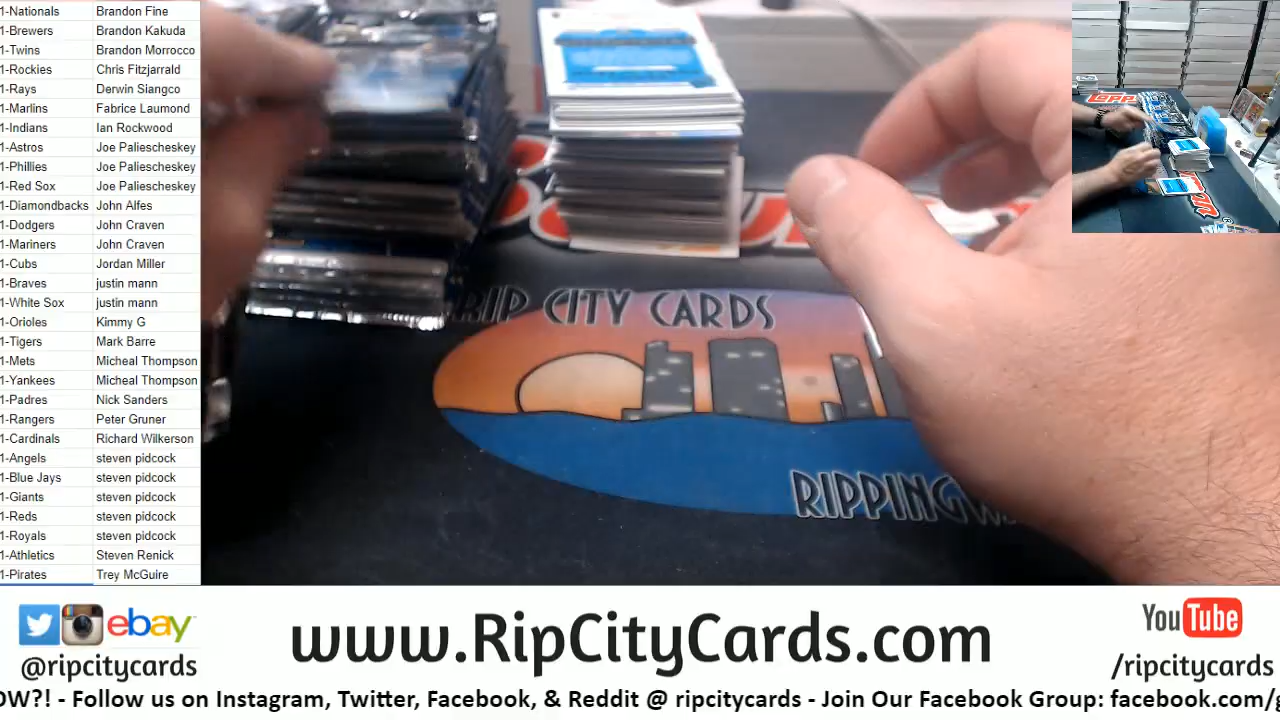 1-Nationals Brandon Fine
1-Brewers Brandon Kakuda
1-Twins Brandon Morrocco
1-Rockies Chris Fitzjarrald
1-Rays Derwin Siangco
1-Marlins Fabrice Laumond
1-Indians Ian Rockwood
1-Astros Joe Paliescheskey
1-Phillies Joe Paliescheskey
1-Red Sox Joe Paliescheskey
1-Diamondbacks John Alfes
1-Dodgers John Craven
1-Mariners John Craven
1-Cubs Jordan Miller
1-Braves justin mann
1-White Sox justin mann
1-Orioles Kimmy G
1-Tigers Mark Barre
1-Mets Micheal Thompson
1-Yankees Micheal Thompson
1-Padres Nick Sanders
1-Rangers Peter Gruner
1-Cardinals Richard Wilkerson
1-Angels steven pidcock
1-Blue Jays steven pidcock
1-Giants steven pidcock
1-Reds steven pidcock
1-Royals steven pidcock
1-Athletics Steven Renick
1-Pirates Trey McGuire
RIP CITY CARDS
RIPPINGW
ebay
@ripcitycards
www.RipCityCards.com
YouTube
/ripcitycards
OW?! - Follow us on Instagram, Twitter, Facebook, & Reddit @ ripcitycards - Join Our Facebook Group: facebook.com/g